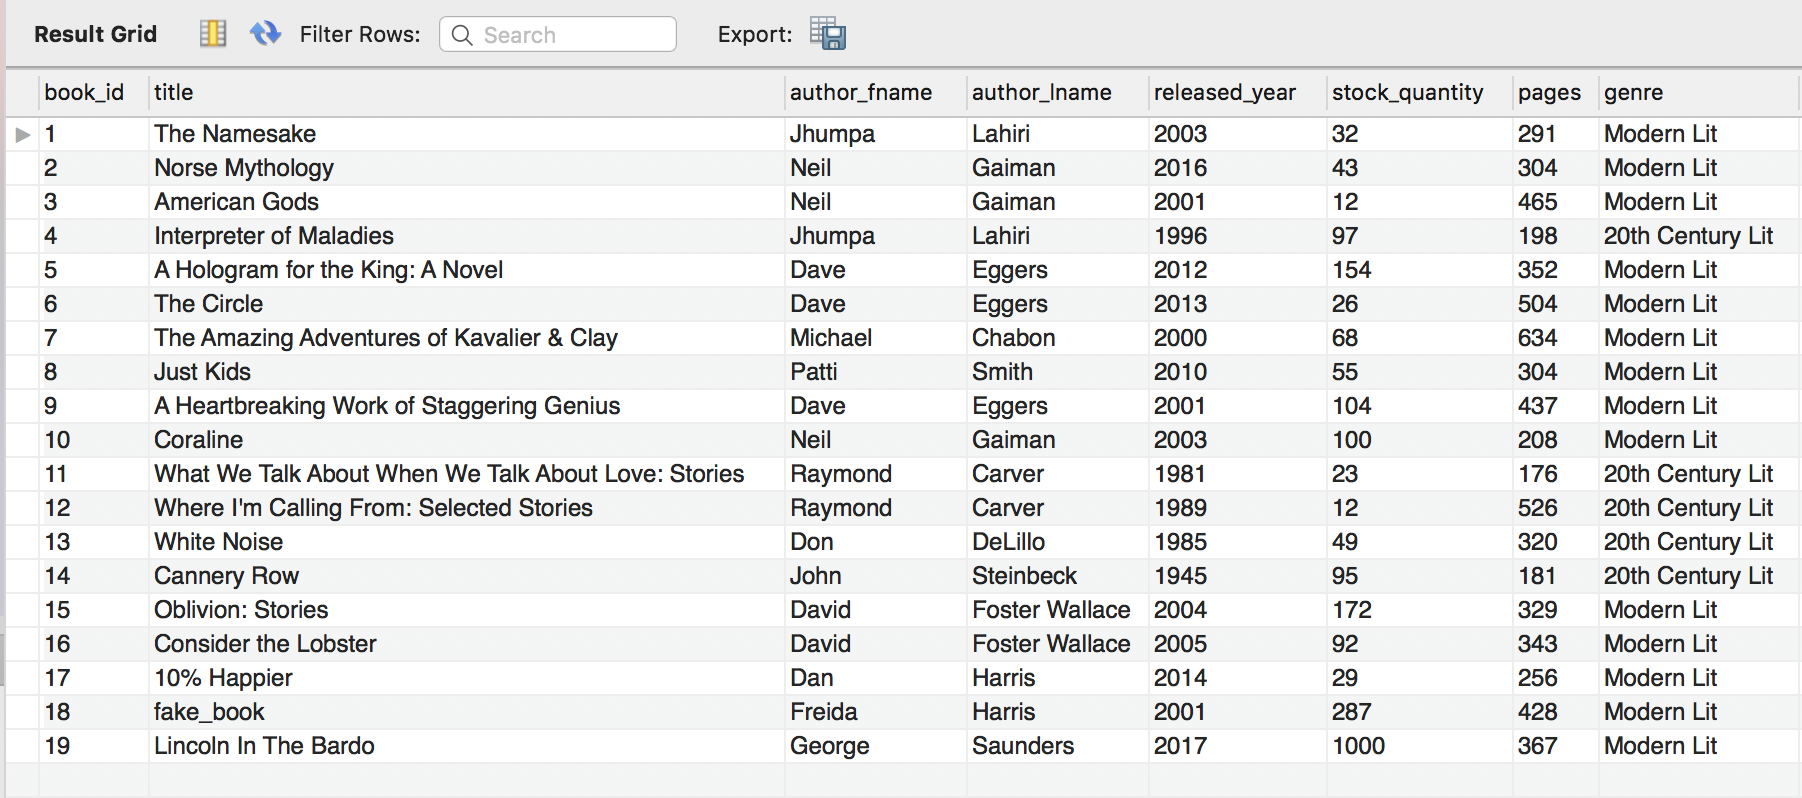 Result Grid Filter Rows: Search Export:
book_id title author_fname author_lname released_year stock_quantity pages genre
1 The Namesake Jhumpa Lahiri 2003 32 291 Modern Lit
2 Norse Mythology Neil Gaiman 2016 43 304 Modern Lit
3 American Gods Neil Gaiman 2001 12 465 Modern Lit
4 Interpreter of Maladies Jhumpa Lahiri 1996 97 198 20th Century Lit
5 A Hologram for the King: A Novel Dave Eggers 2012 154 352 Modern Lit
6 The Circle Dave Eggers 2013 26 504 Modern Lit
7 The Amazing Adventures of Kavalier & Clay Michael Chabon 2000 68 634 Modern Lit
8 Just Kids Patti Smith 2010 55 304 Modern Lit
9 A Heartbreaking Work of Staggering Genius Dave Eggers 2001 104 437 Modern Lit
10 Coraline Neil Gaiman 2003 100 208 Modern Lit
11 What We Talk About When We Talk About Love: Stories Raymond Carver 1981 23 176 20th Century Lit
12 Where I'm Calling From: Selected Stories Raymond Carver 1989 12 526 20th Century Lit
13 White Noise Don DeLillo 1985 49 320 20th Century Lit
14 Cannery Row John Steinbeck 1945 95 181 20th Century Lit
15 Oblivion: Stories David Foster Wallace 2004 172 329 Modern Lit
16 Consider the Lobster David Foster Wallace 2005 92 343 Modern Lit
17 10% Happier Dan Harris 2014 29 256 Modern Lit
18 fake_book Freida Harris 2001 287 428 Modern Lit
19 Lincoln In The Bardo George Saunders 2017 1000 367 Modern Lit